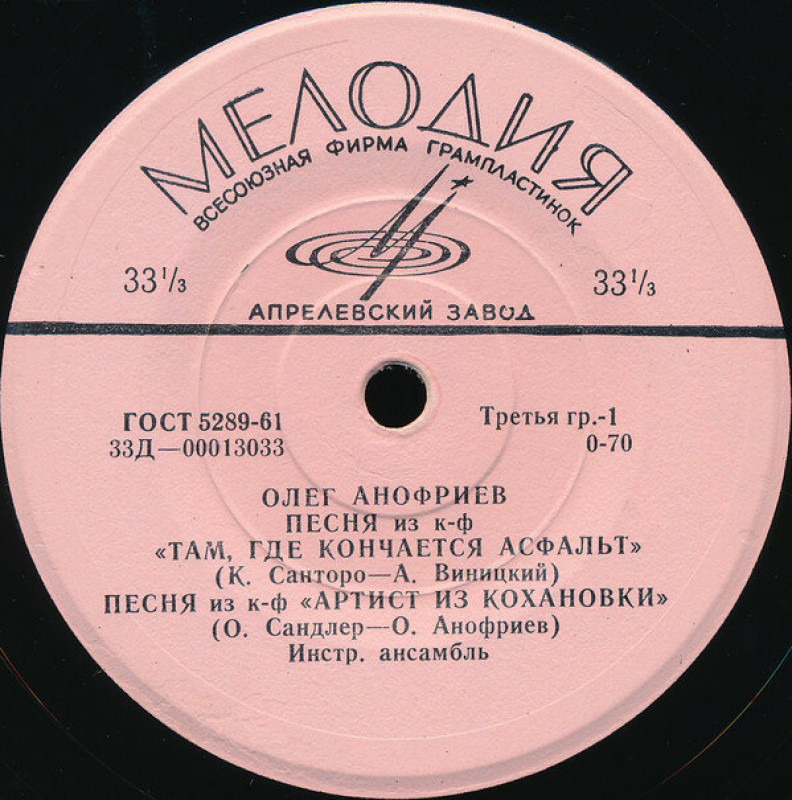 МЕЛОДИЯ
ВСЕСОЮЗНАЯ ФИРМА ГРАМПЛАСТИНОК
33⅓ 33⅓
АПРЕЛЕВСКИЙ ЗАВОД
ГОСТ 5289-61 Третья гр.-1
33Д—00013033 0-70
ОЛЕГ АНОФРИЕВ
ПЕСНЯ из к-ф
«ТАМ, ГДЕ КОНЧАЕТСЯ АСФАЛЬТ»
(К. Санторо—А. Виницкий)
ПЕСНЯ из к-ф «АРТИСТ ИЗ КОХАНОВКИ»
(О. Сандлер—О. Анофриев)
Инстр. ансамбль